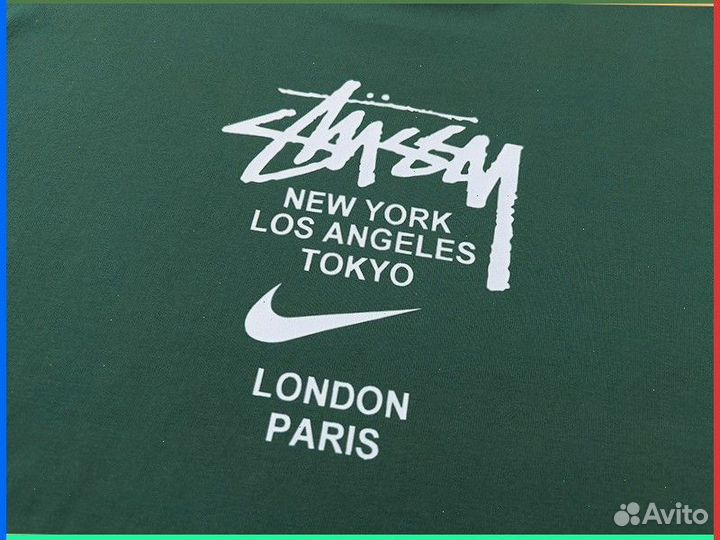 Stüssy
NEW YORK
LOS ANGELES
TOKYO
LONDON
PARIS
Avito